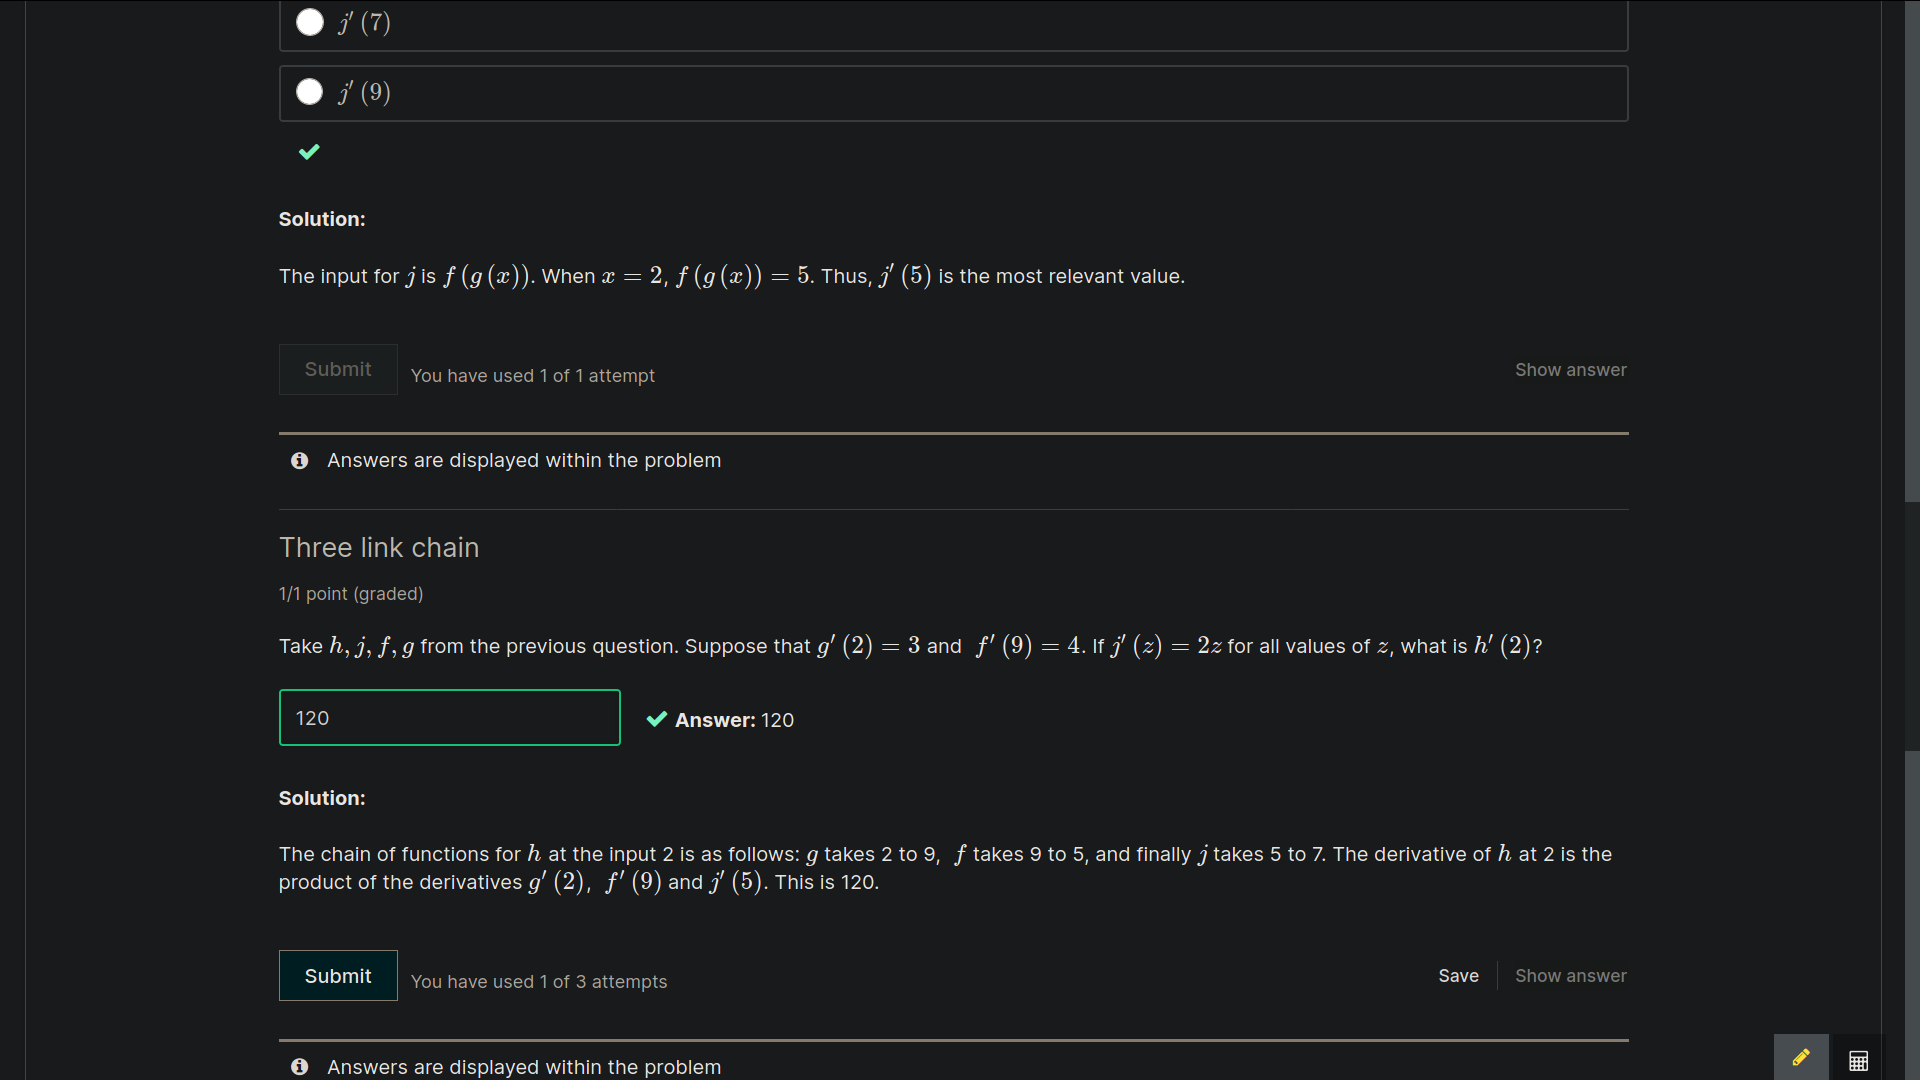 j′ (7)
j′ (9)
Solution:
The input for j is f (g (x)). When x = 2, f (g (x)) = 5. Thus, j′ (5) is the most relevant value.
Submit
You have used 1 of 1 attempt
Show answer
Answers are displayed within the problem
Three link chain
1/1 point (graded)
Take h, j, f, g from the previous question. Suppose that g′ (2) = 3 and f′ (9) = 4. If j′ (z) = 2z for all values of z, what is h′ (2)?
120
Answer: 120
Solution:
The chain of functions for h at the input 2 is as follows: g takes 2 to 9, f takes 9 to 5, and finally j takes 5 to 7. The derivative of h at 2 is the
product of the derivatives g′ (2), f′ (9) and j′ (5). This is 120.
Submit
You have used 1 of 3 attempts
Save
Show answer
Answers are displayed within the problem